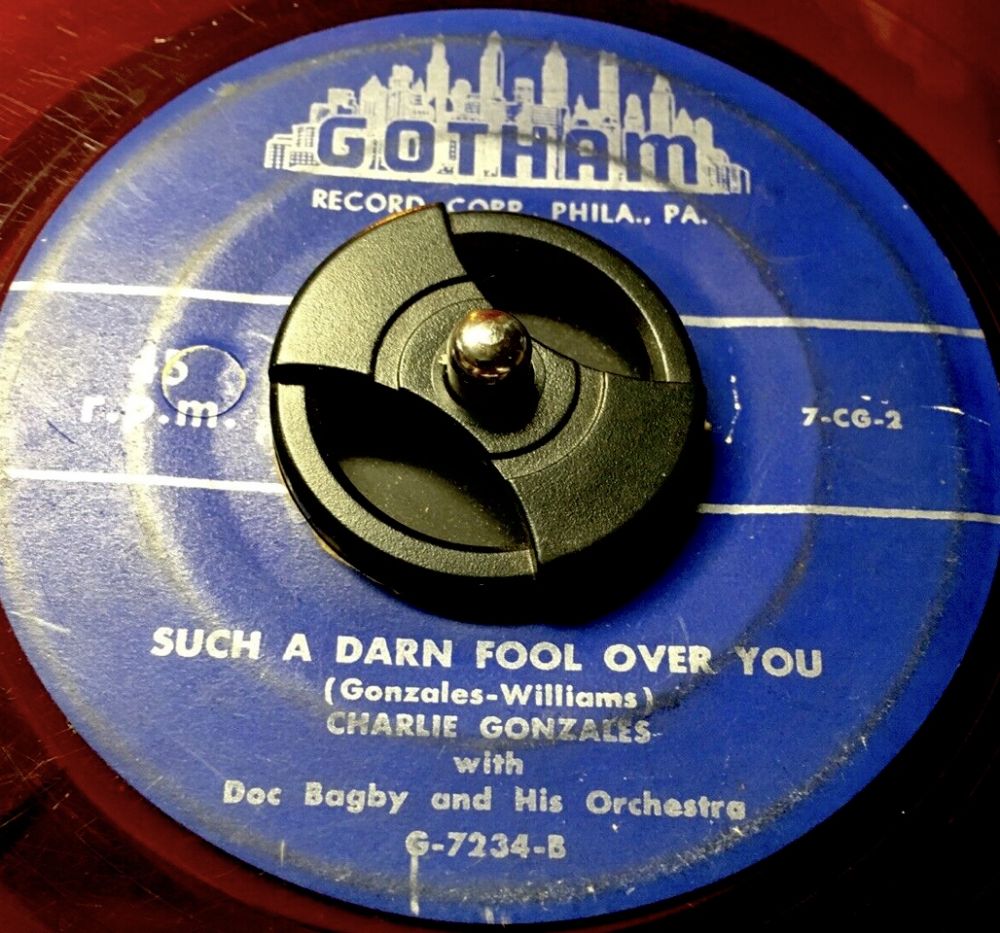 GOTHAM
RECORD CORP. PHILA., PA.
45
r.p.m.
7-CG-2
SUCH A DARN FOOL OVER YOU
(Gonzales-Williams)
CHARLIE GONZALES
with
Doc Bagby and His Orchestra
G-7234-B